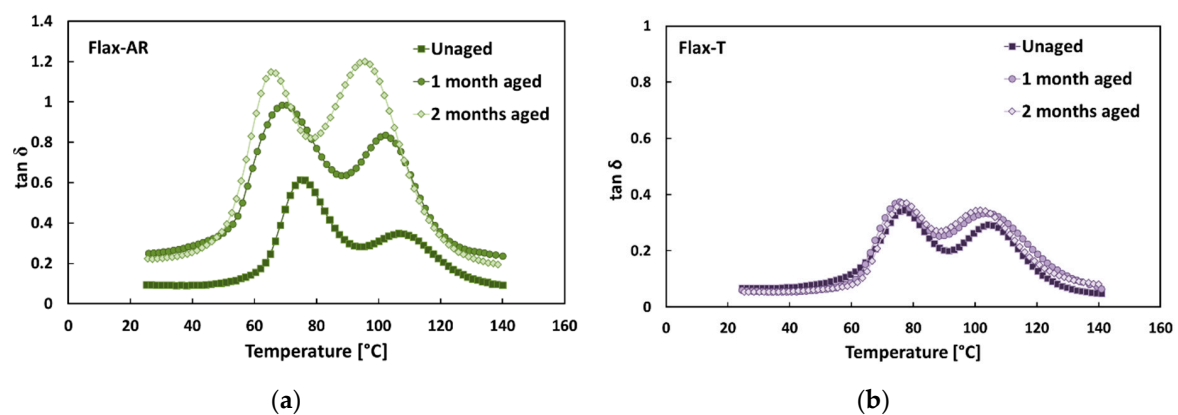 Flax-AR
Unaged
1 month aged
2 months aged
tan δ
1.4
1.2
1
0.8
0.6
0.4
0.2
0
0 20 40 60 80 100 120 140 160
Temperature [°C]
(a)
Flax-T
Unaged
1 month aged
2 months aged
tan δ
1
0.8
0.6
0.4
0.2
0
0 20 40 60 80 100 120 140 160
Temperature [°C]
(b)